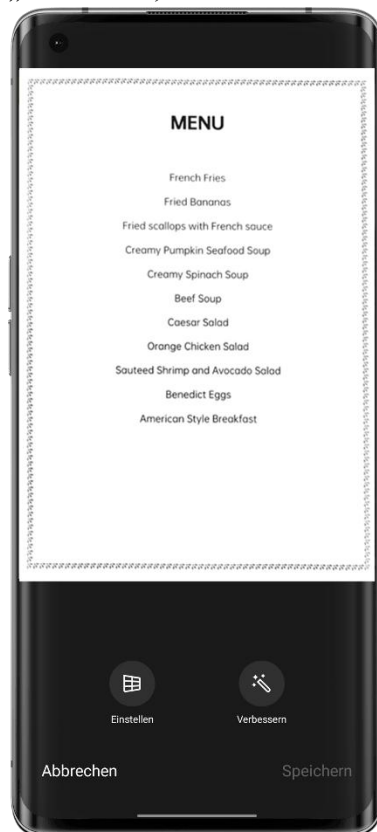 MENU
French Fries
Fried Bananas
Fried scallops with French sauce
Creamy Pumpkin Seafood Soup
Creamy Spinach Soup
Beef Soup
Caesar Salad
Orange Chicken Salad
Sauteed Shrimp and Avocado Salad
Benedict Eggs
American Style Breakfast
Einstellen
Verbessern
Abbrechen
Speichern